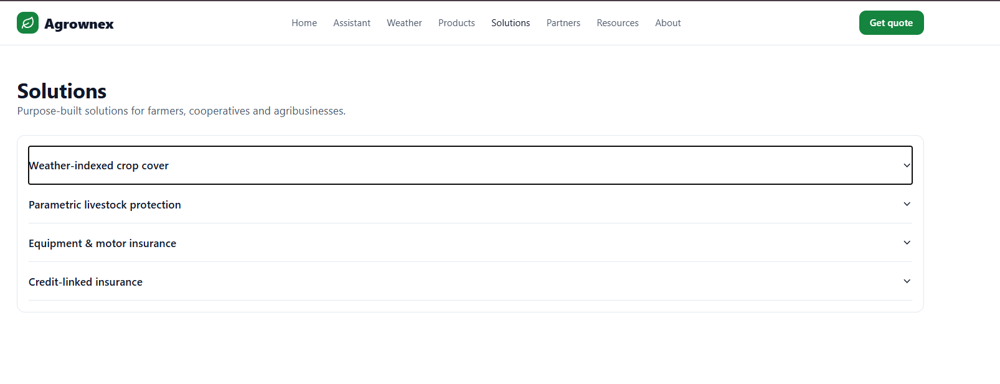 Agrownex
Home Assistant Weather Products Solutions Partners Resources About
Get quote
Solutions
Purpose-built solutions for farmers, cooperatives and agribusinesses.
Weather-indexed crop cover
Parametric livestock protection
Equipment & motor insurance
Credit-linked insurance